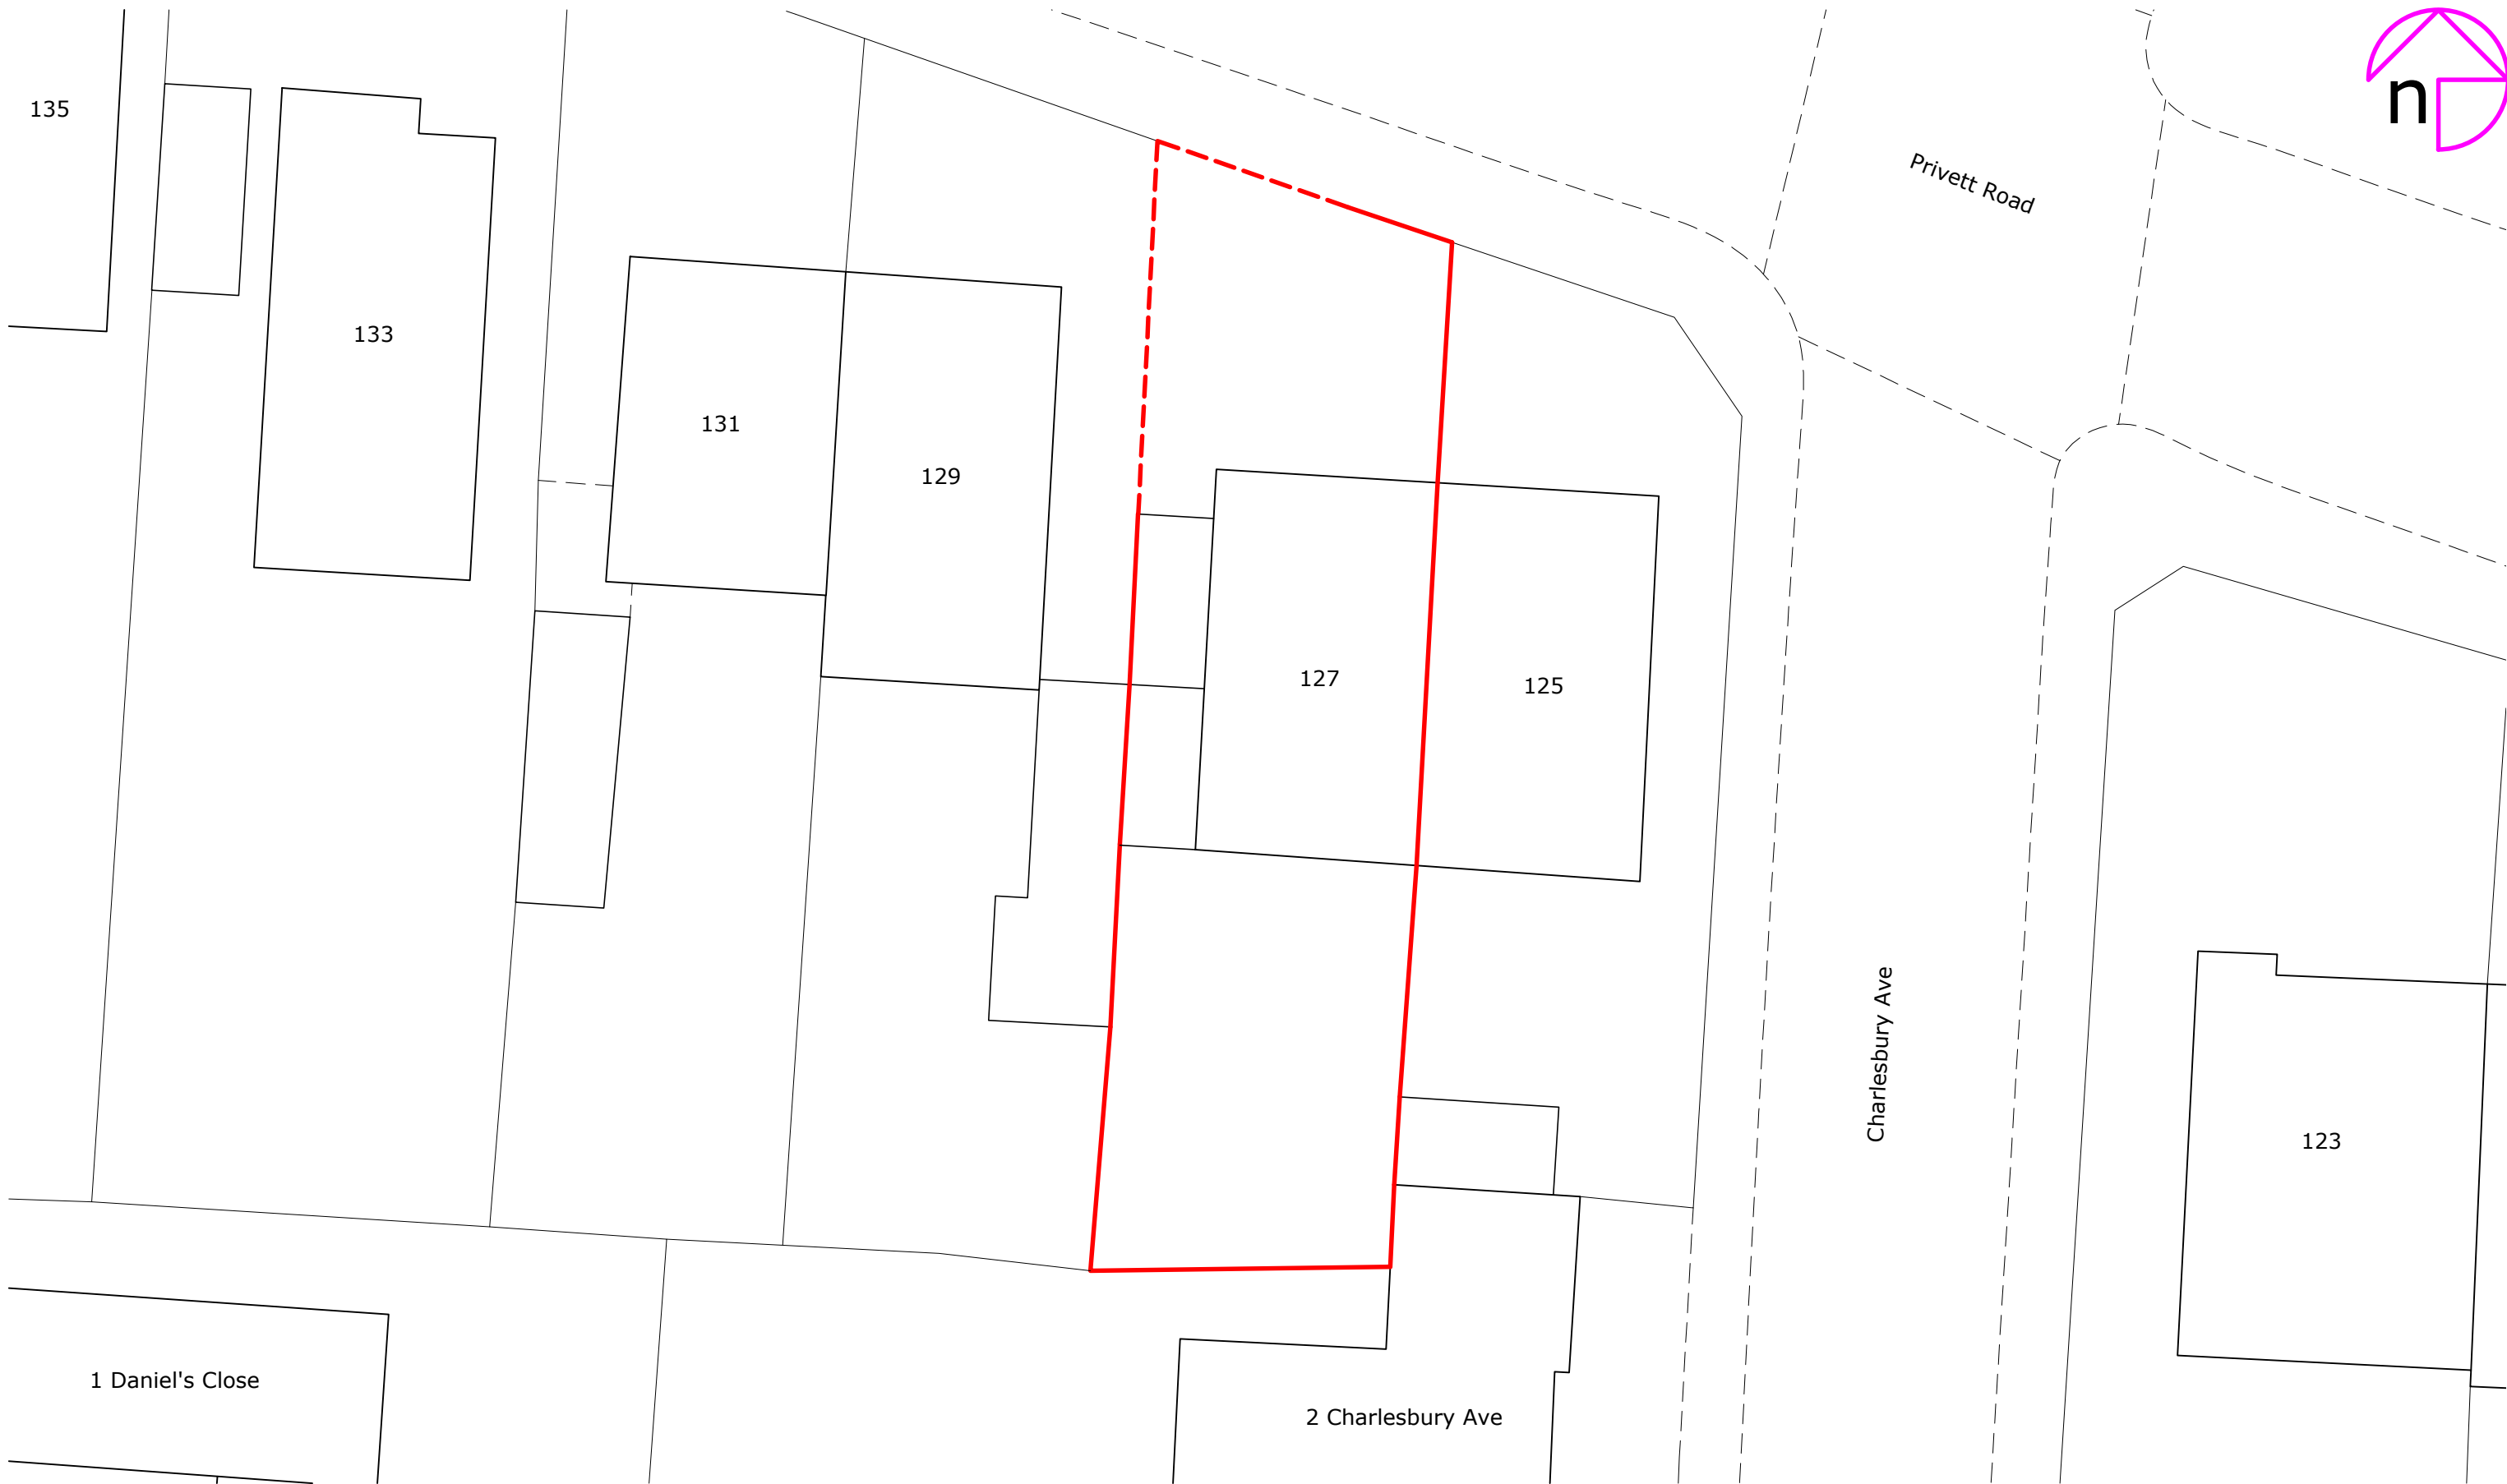 135
n
Privett Road
133
131
129
127
125
Charlesbury Ave
123
1 Daniel's Close
2 Charlesbury Ave